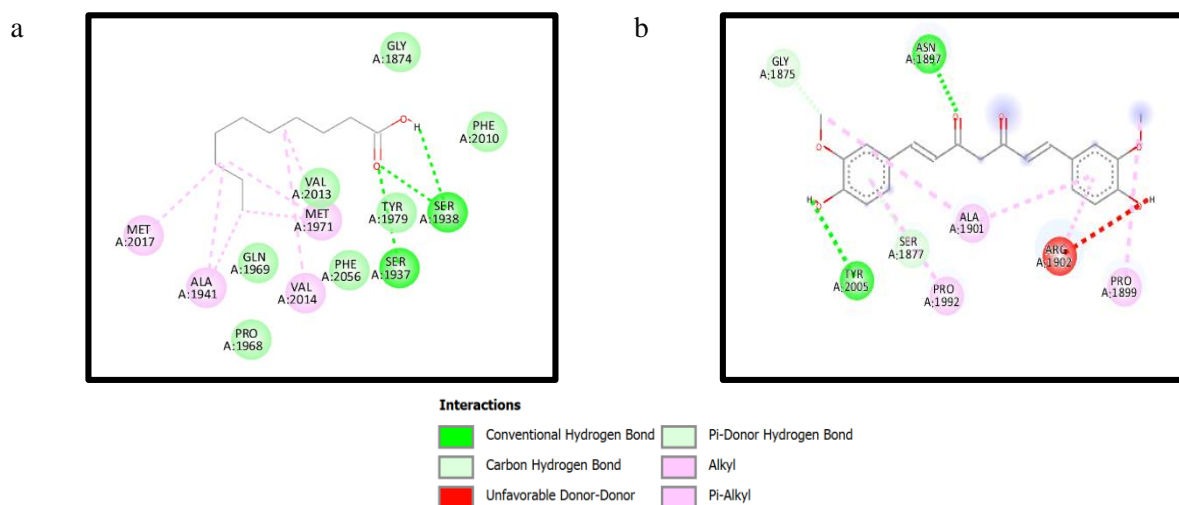 a
GLY
A:1874
PHE
A:2010
O
H
O
VAL
A:2013
TYR
A:1979
SER
A:1938
MET
A:1971
MET
A:2017
GLN
A:1969
PHE
A:2056
SER
A:1937
ALA
A:1941
VAL
A:2014
PRO
A:1968
b
ASN
A:1897
GLY
A:1875
O
O
O
O
H
O
O
H
ALA
A:1901
SER
A:1877
ARG
A:1902
TYR
A:2005
PRO
A:1992
PRO
A:1899
Interactions
Conventional Hydrogen Bond
Carbon Hydrogen Bond
Unfavorable Donor-Donor
Pi-Donor Hydrogen Bond
Alkyl
Pi-Alkyl